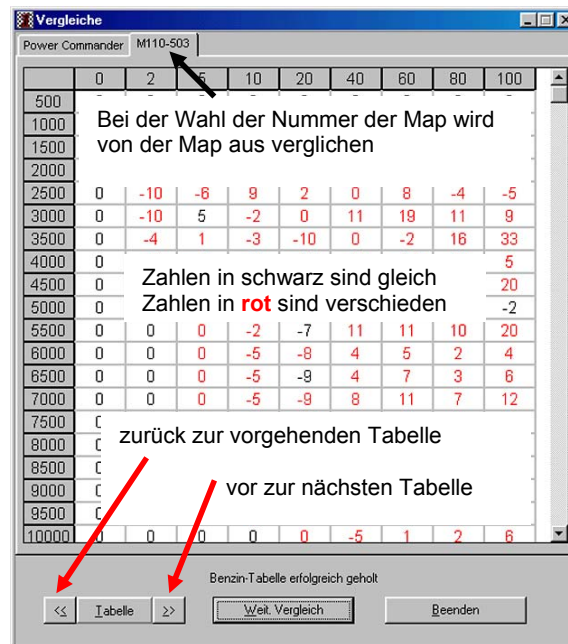 Vergleiche
Power Commander M110-503
0 2 5 10 20 40 60 80 100
500
1000
1500
2000
Bei der Wahl der Nummer der Map wird
von der Map aus verglichen
2500 0 -10 -6 9 2 0 8 -4 -5
3000 0 -10 5 -2 0 11 19 11 9
3500 0 -4 1 -3 -10 0 -2 16 33
4000 0 5
4500 0 20
5000 0 -2
Zahlen in schwarz sind gleich
Zahlen in rot sind verschieden
5500 0 0 0 -2 -7 11 11 10 20
6000 0 0 0 -5 -8 4 5 2 4
6500 0 0 0 -5 -9 4 7 3 6
7000 0 0 0 -5 -9 8 11 7 12
7500
8000
8500
9000
9500
zurück zur vorgehenden Tabelle
vor zur nächsten Tabelle
10000 0 0 0 0 0 -5 1 2 6
Benzin-Tabelle erfolgreich geholt
<< Tabelle >> Weit. Vergleich Beenden